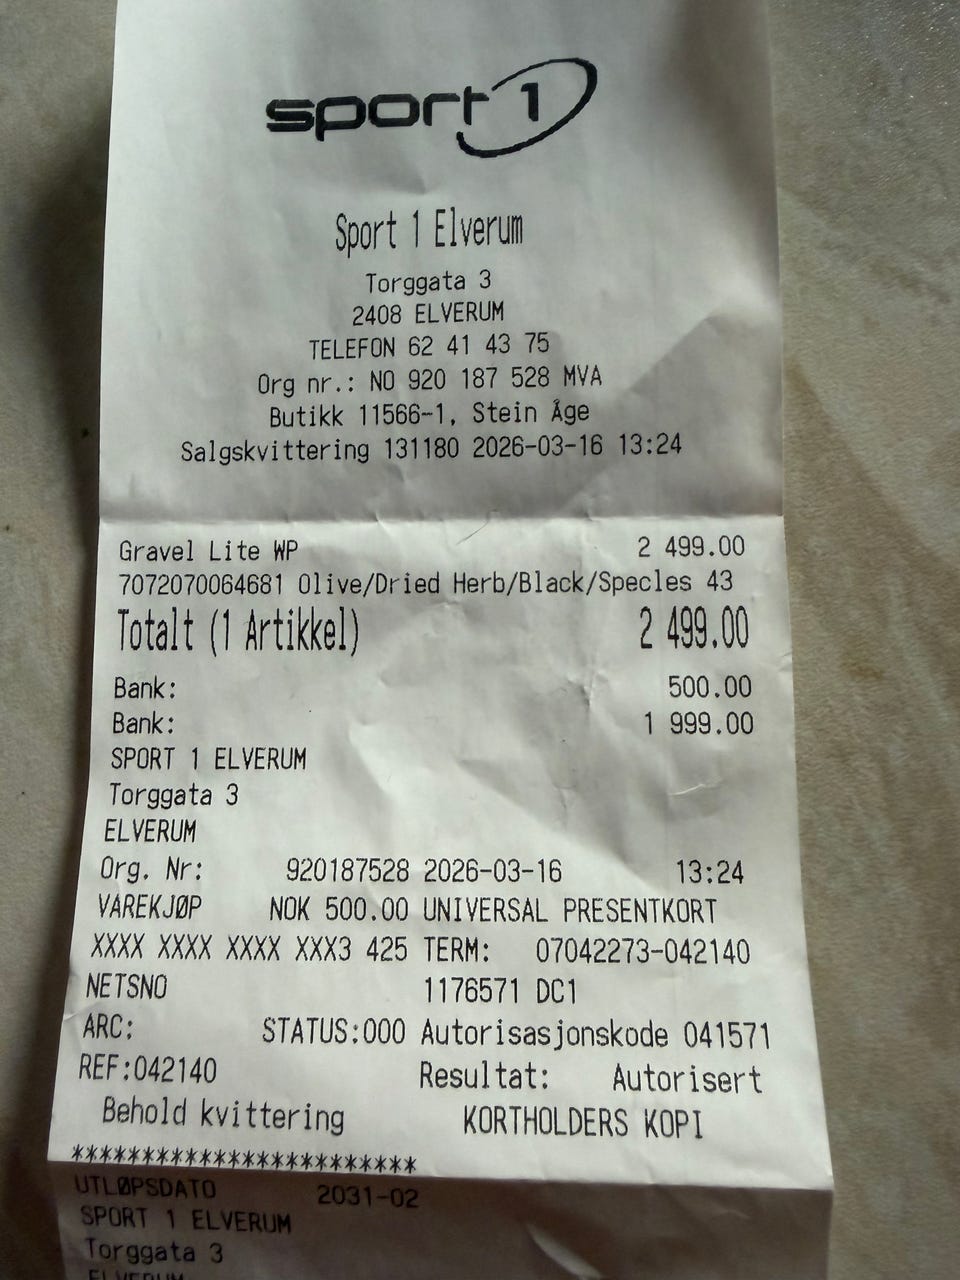 sport 1
Sport 1 Elverum
Torggata 3
2408 ELVERUM
TELEFON 62 41 43 75
Org nr.: NO 920 187 528 MVA
Butikk 11566-1, Stein Åge
Salgskvittering 131180 2026-03-16 13:24
Gravel Lite WP 2 499.00
7072070064681 Olive/Dried Herb/Black/Specles 43
Totalt (1 Artikkel) 2 499.00
Bank: 500.00
Bank: 1 999.00
SPORT 1 ELVERUM
Torggata 3
ELVERUM
Org. Nr: 920187528 2026-03-16 13:24
VAREKJØP NOK 500.00 UNIVERSAL PRESENTKORT
XXXX XXXX XXXX XXX3 425 TERM: 07042273-042140
NETSNO 1176571 DC1
ARC: STATUS:000 Autorisasjonskode 041571
REF:042140 Resultat: Autorisert
Behold kvittering KORTHOLDERS KOPI
************************
UTLØPSDATO 2031-02
SPORT 1 ELVERUM
Torggata 3
ELVERUM